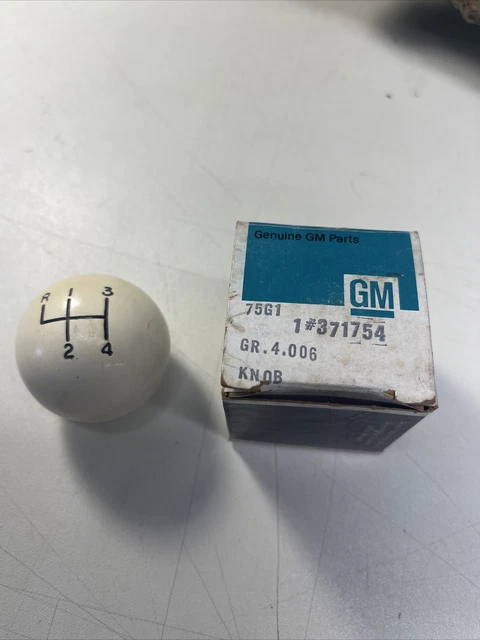 R 1 3
2 4
Genuine GM Parts
GM
75G1
1#371754
GR.4.006
KNOB